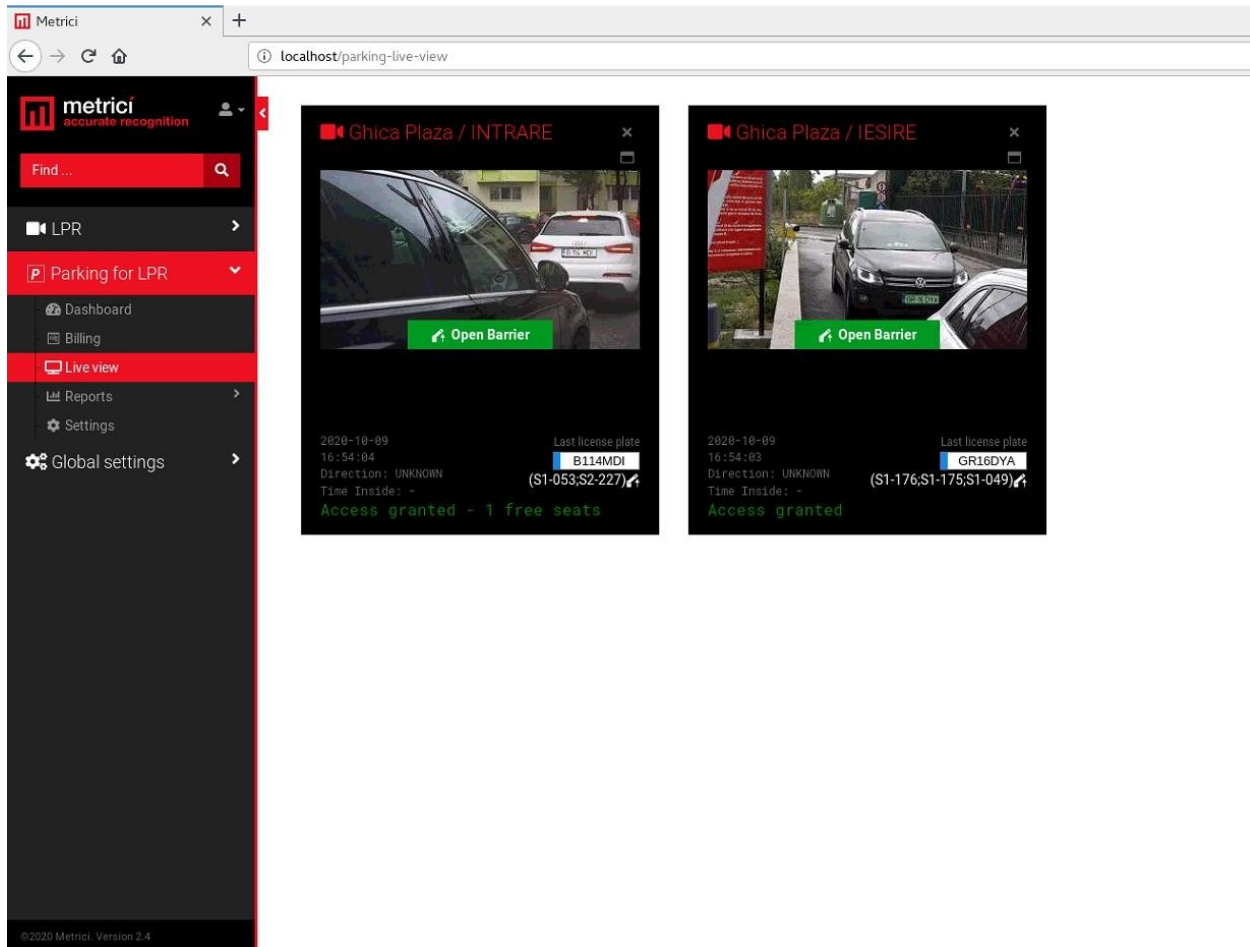 Metrici
localhost/parking-live-view
metrici
accurate recognition
Find ...
LPR
P Parking for LPR
Dashboard
Billing
Live view
Reports
Settings
Global settings
©2020 Metrici. Version 2.4
Ghica Plaza / INTRARE
Open Barrier
2020-10-09
16:54:04
Direction: UNKNOWN
Time Inside: -
Last license plate
B114MDI
(S1-053;S2-227)
Access granted - 1 free seats
Ghica Plaza / IESIRE
Open Barrier
2020-10-09
16:54:03
Direction: UNKNOWN
Time Inside: -
Last license plate
GR16DYA
(S1-176;S1-175;S1-049)
Access granted